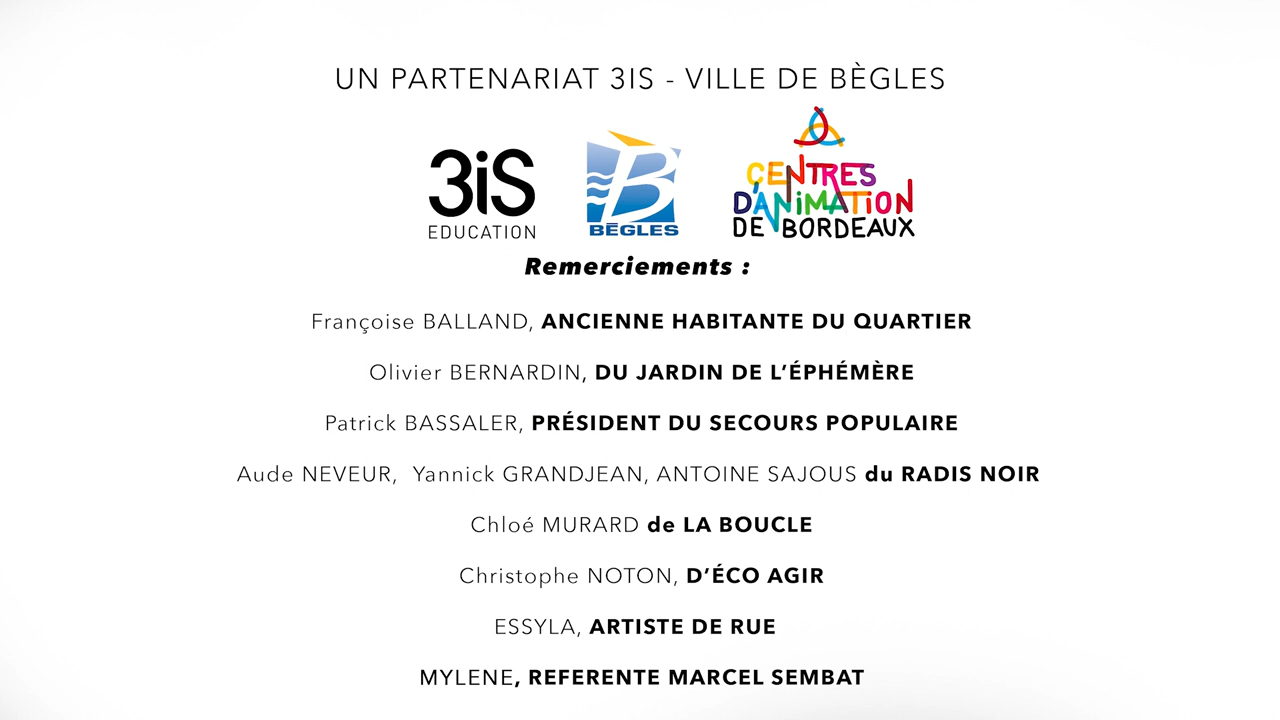 UN PARTENARIAT 3IS - VILLE DE BÈGLES
3iS
EDUCATION
B
BÈGLES
CENTRES
D'ANiMATiON
DE BORDEAUX
Remerciements :
Françoise BALLAND, ANCIENNE HABITANTE DU QUARTIER
Olivier BERNARDIN, DU JARDIN DE L’ÉPHÉMÈRE
Patrick BASSALER, PRÉSIDENT DU SECOURS POPULAIRE
Aude NEVEUR, Yannick GRANDJEAN, ANTOINE SAJOUS du RADIS NOIR
Chloé MURARD de LA BOUCLE
Christophe NOTON, D’ÉCO AGIR
ESSYLA, ARTISTE DE RUE
MYLENE, REFERENTE MARCEL SEMBAT